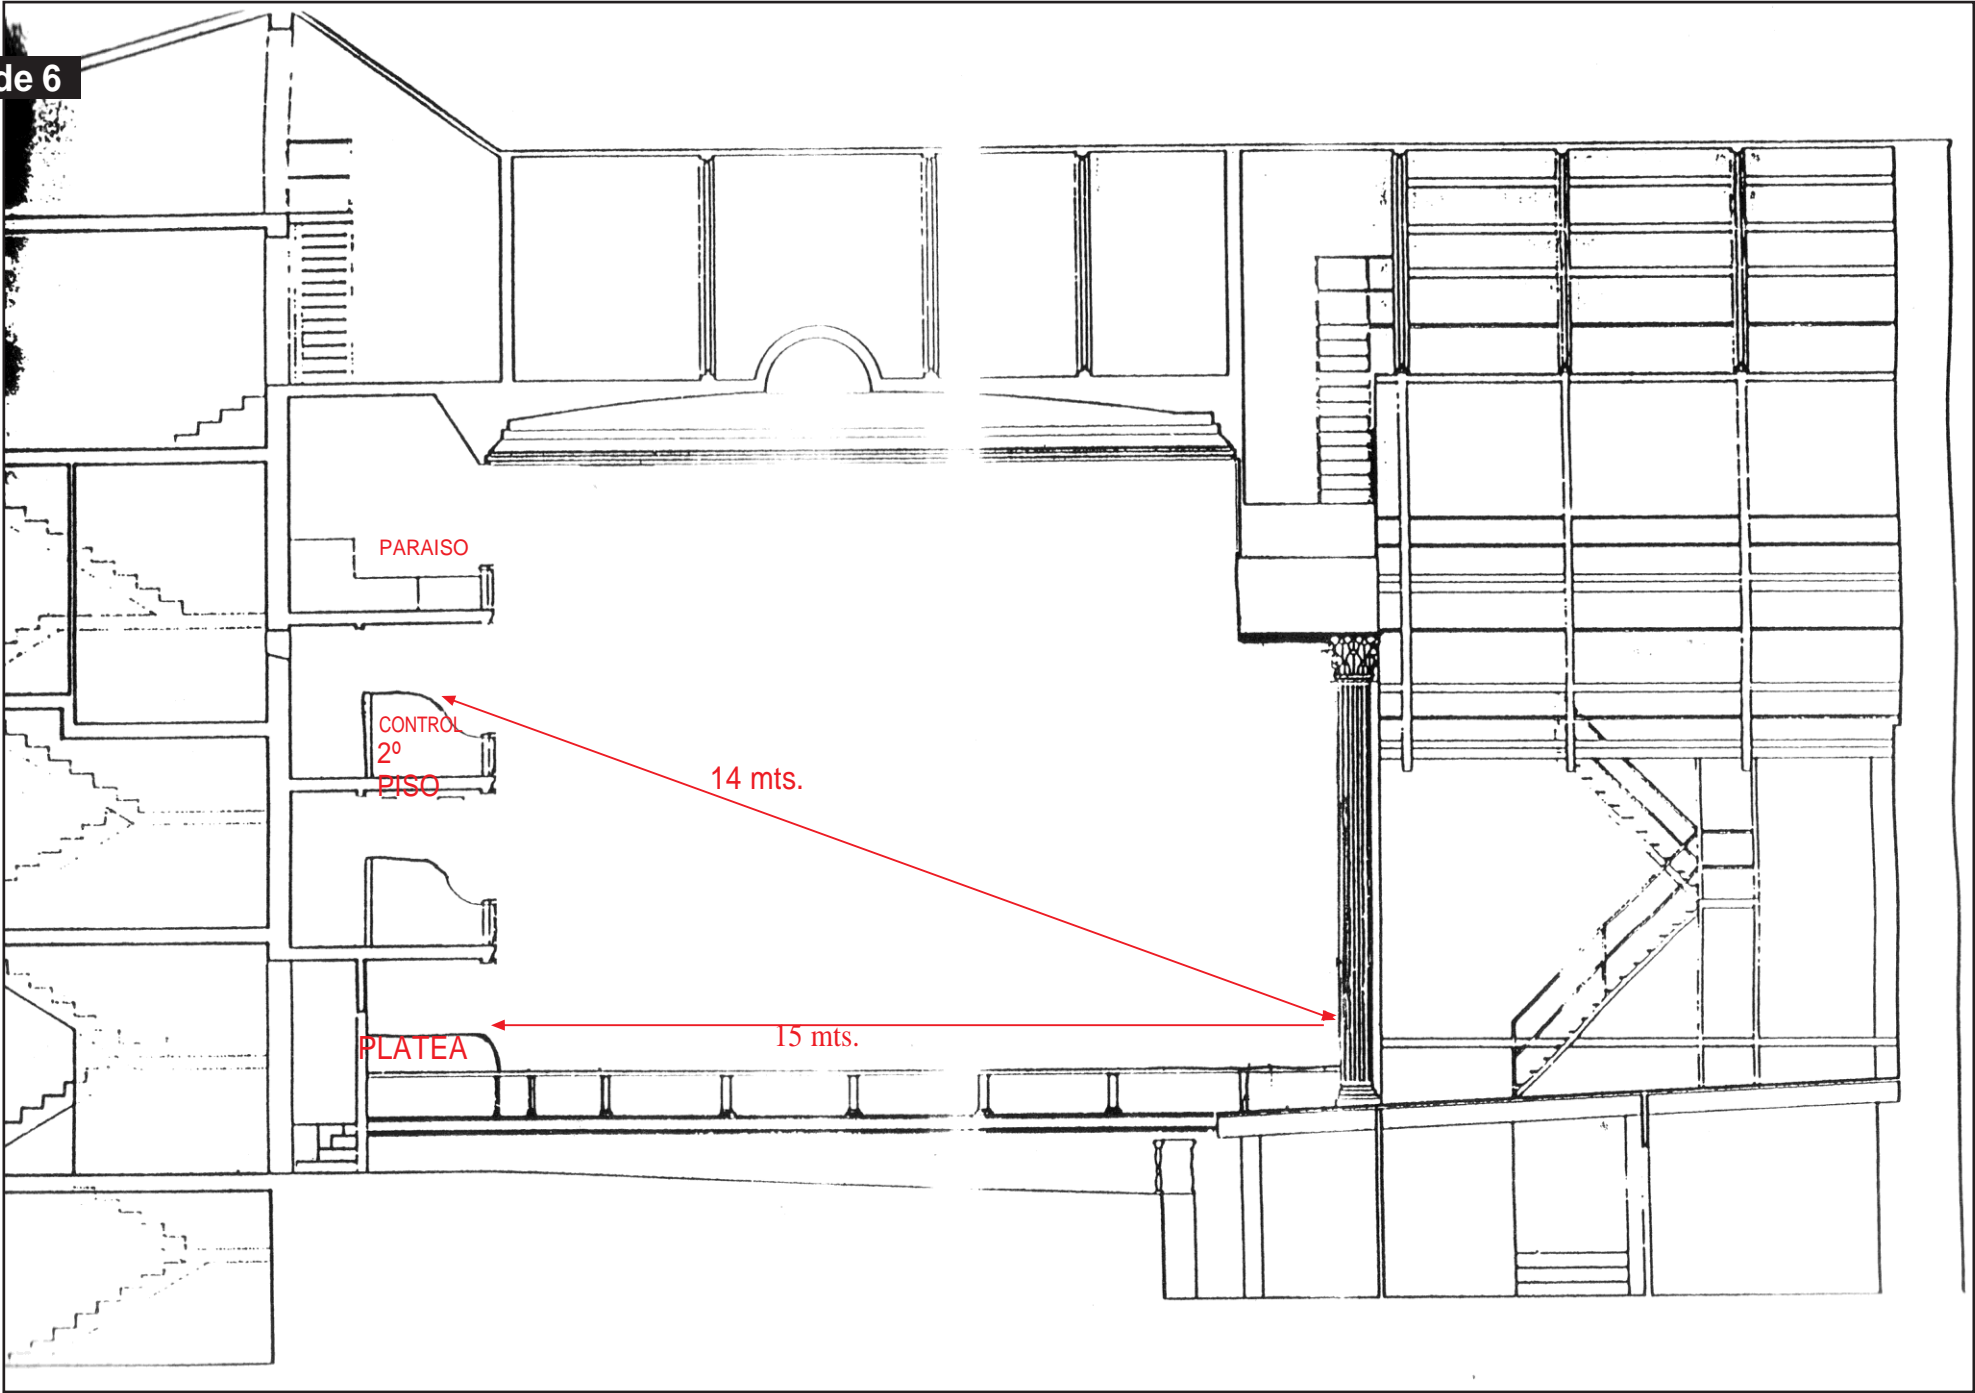 de 6
PARAISO
CONTROL
2º
PISO
14 mts.
15 mts.
PLATEA